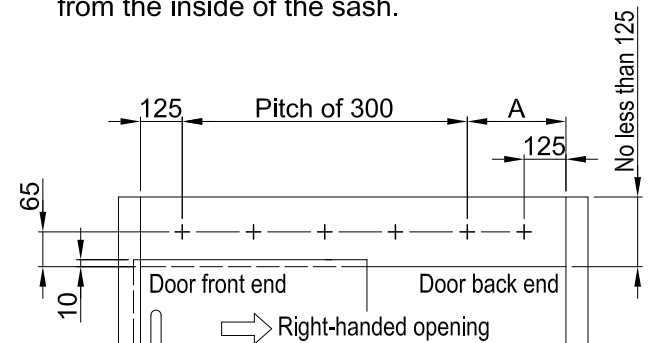 from the inside of the sash.
No less than 125
125
Pitch of 300
A
125
65
10
Door front end
Door back end
Right-handed opening